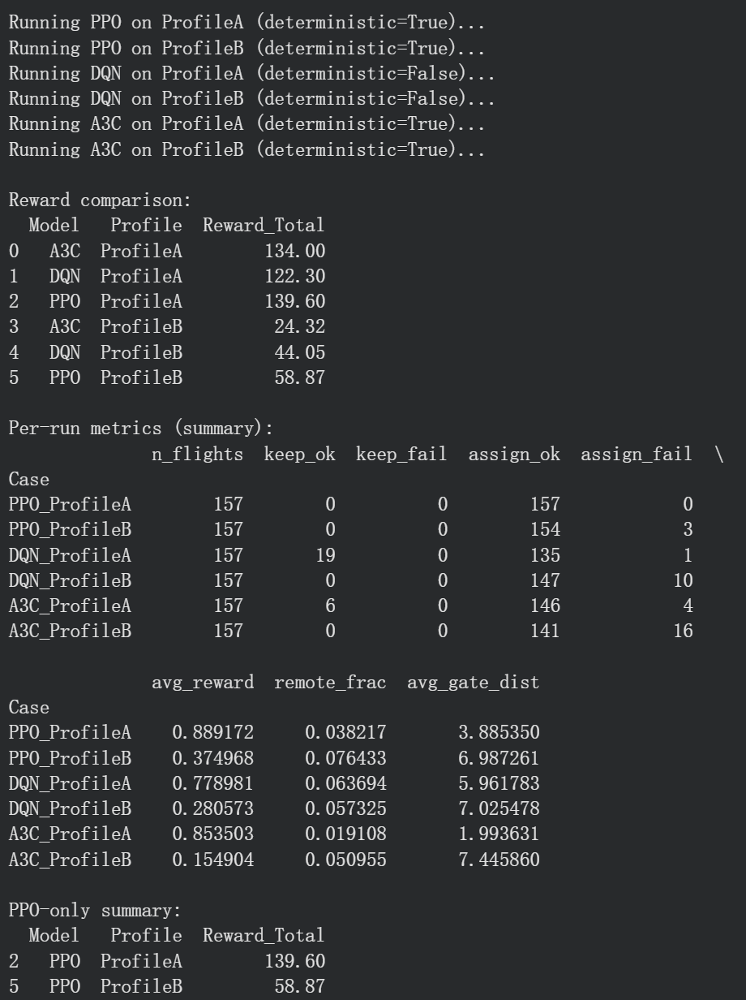 Running PPO on ProfileA (deterministic=True)...
Running PPO on ProfileB (deterministic=True)...
Running DQN on ProfileA (deterministic=False)...
Running DQN on ProfileB (deterministic=False)...
Running A3C on ProfileA (deterministic=True)...
Running A3C on ProfileB (deterministic=True)...

Reward comparison:
  Model   Profile  Reward_Total
0   A3C  ProfileA        134.00
1   DQN  ProfileA        122.30
2   PPO  ProfileA        139.60
3   A3C  ProfileB         24.32
4   DQN  ProfileB         44.05
5   PPO  ProfileB         58.87

Per-run metrics (summary):
              n_flights  keep_ok  keep_fail  assign_ok  assign_fail  \
Case
PPO_ProfileA        157        0          0        157            0
PPO_ProfileB        157        0          0        154            3
DQN_ProfileA        157       19          0        135            1
DQN_ProfileB        157        0          0        147           10
A3C_ProfileA        157        6          0        146            4
A3C_ProfileB        157        0          0        141           16

              avg_reward  remote_frac  avg_gate_dist
Case
PPO_ProfileA    0.889172     0.038217       3.885350
PPO_ProfileB    0.374968     0.076433       6.987261
DQN_ProfileA    0.778981     0.063694       5.961783
DQN_ProfileB    0.280573     0.057325       7.025478
A3C_ProfileA    0.853503     0.019108       1.993631
A3C_ProfileB    0.154904     0.050955       7.445860

PPO-only summary:
  Model   Profile  Reward_Total
2   PPO  ProfileA        139.60
5   PPO  ProfileB         58.87